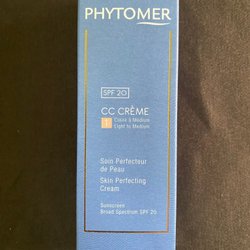 PHYTOMER
SPF 20
CC CRÈME
1
Claire à Medium
Light to Medium
Soin Perfecteur
de Peau
Skin Perfecting
Cream
Sunscreen
Broad Spectrum SPF 20